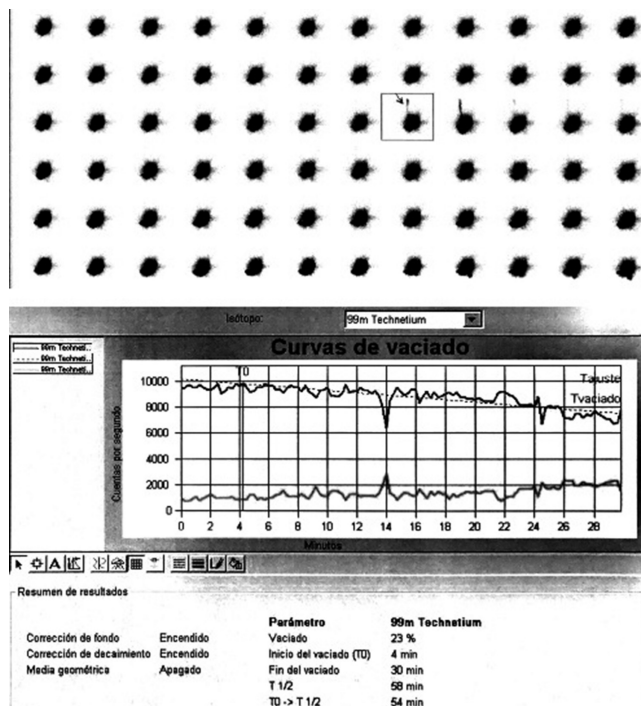 Isótopo: 99m Technetium
99m Techneti..
99m Techneti..
99m Techneti..
Curvas de vaciado
T0
Tajuste
Tvaciado
Cuentas por segundo
10000
8000
6000
4000
2000
0
0 2 4 6 8 10 12 14 16 18 20 22 24 26 28
Minutos
A
Resumen de resultados
Parámetro 99m Technetium
Corrección de fondo Encendido Vaciado 23 %
Corrección de decaimiento Encendido Inicio del vaciado (T0) 4 min
Media geométrica Apagado Fin del vaciado 30 min
T 1/2 58 min
T0 -> T 1/2 54 min